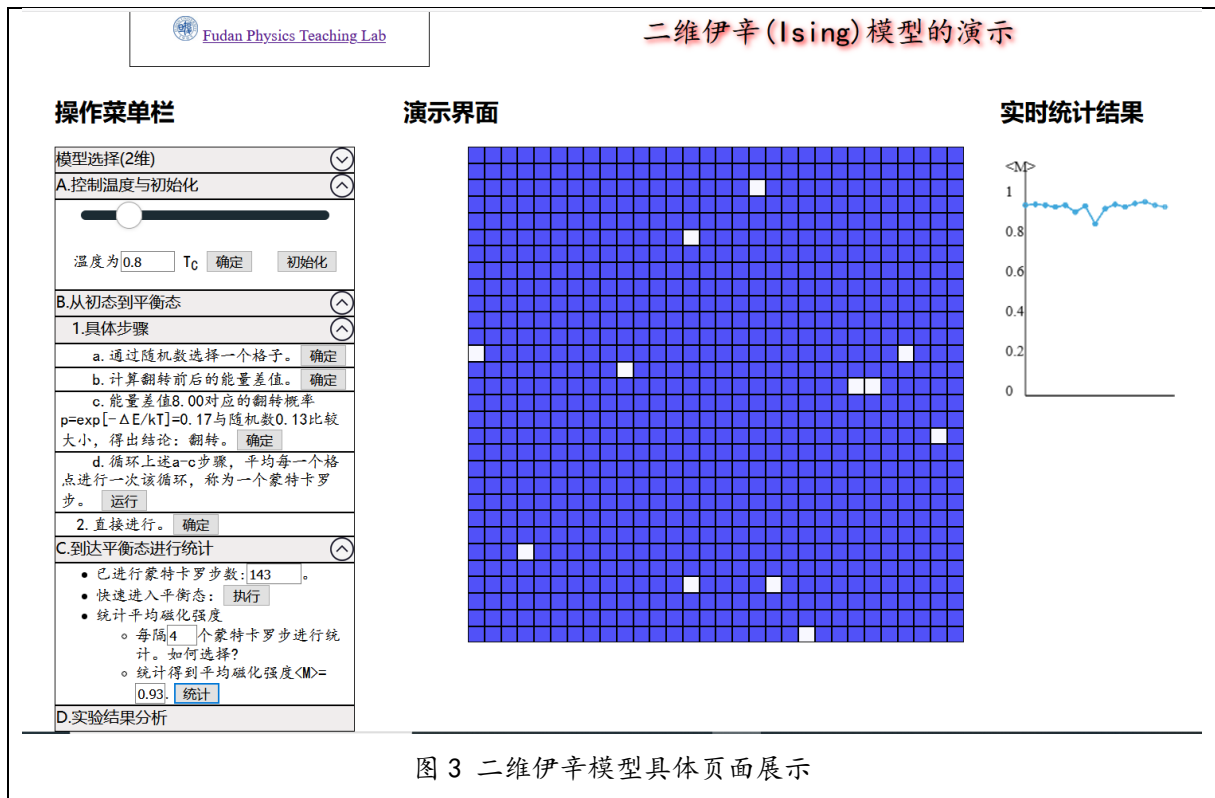 Fudan Physics Teaching Lab
二维伊辛(Ising)模型的演示
操作菜单栏
演示界面
实时统计结果
模型选择(2维)
A.控制温度与初始化
温度为 0.8 TC 确定 初始化
B.从初态到平衡态
1.具体步骤
a.通过随机数选择一个格子。 确定
b.计算翻转前后的能量差值。 确定
c.能量差值8.00对应的翻转概率
p=exp[-ΔE/kT]=0.17与随机数0.13比较
大小，得出结论：翻转。 确定
d.循环上述a-c步骤，平均每一个格
点进行一次该循环，称为一个蒙特卡罗
步。 运行
2.直接进行。 确定
C.到达平衡态进行统计
已进行蒙特卡罗步数: 143 。
快速进入平衡态： 执行
统计平均磁化强度
每隔 4 个蒙特卡罗步进行统
计。如何选择?
统计得到平均磁化强度<M>=
0.93. 统计
D.实验结果分析
<M>
1
0.8
0.6
0.4
0.2
0
图 3 二维伊辛模型具体页面展示